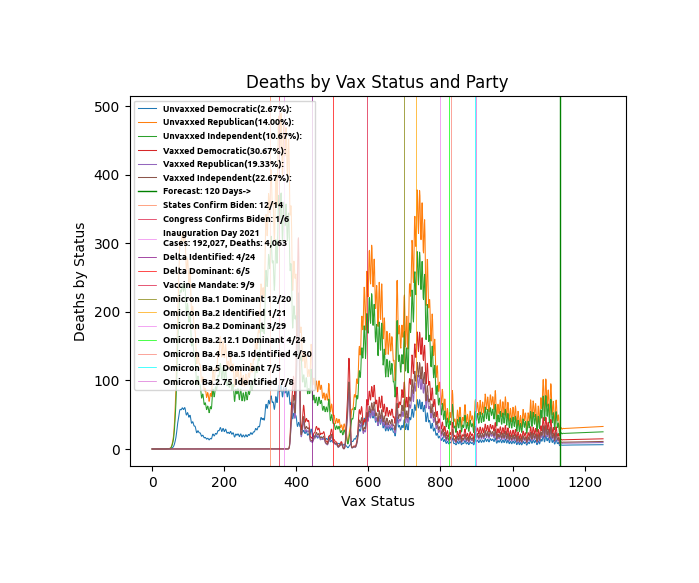 Deaths by Vax Status and Party
500
400
300
200
100
0
Deaths by Status
Unvaxxed Democratic(2.67%):
Unvaxxed Republican(14.00%):
Unvaxxed Independent(10.67%):
Vaxxed Democratic(30.67%):
Vaxxed Republican(19.33%):
Vaxxed Independent(22.67%):
Forecast: 120 Days->
States Confirm Biden: 12/14
Congress Confirms Biden: 1/6
Inauguration Day 2021
Cases: 192,027, Deaths: 4,063
Delta Identified: 4/24
Delta Dominant: 6/5
Vaccine Mandate: 9/9
Omicron Ba.1 Dominant 12/20
Omicron Ba.2 Identified 1/21
Omicron Ba.2 Dominant 3/29
Omicron Ba.2.12.1 Dominant 4/24
Omicron Ba.4 - Ba.5 Identified 4/30
Omicron Ba.5 Dominant 7/5
Omicron Ba.2.75 Identified 7/8
0 200 400 600 800 1000 1200
Vax Status